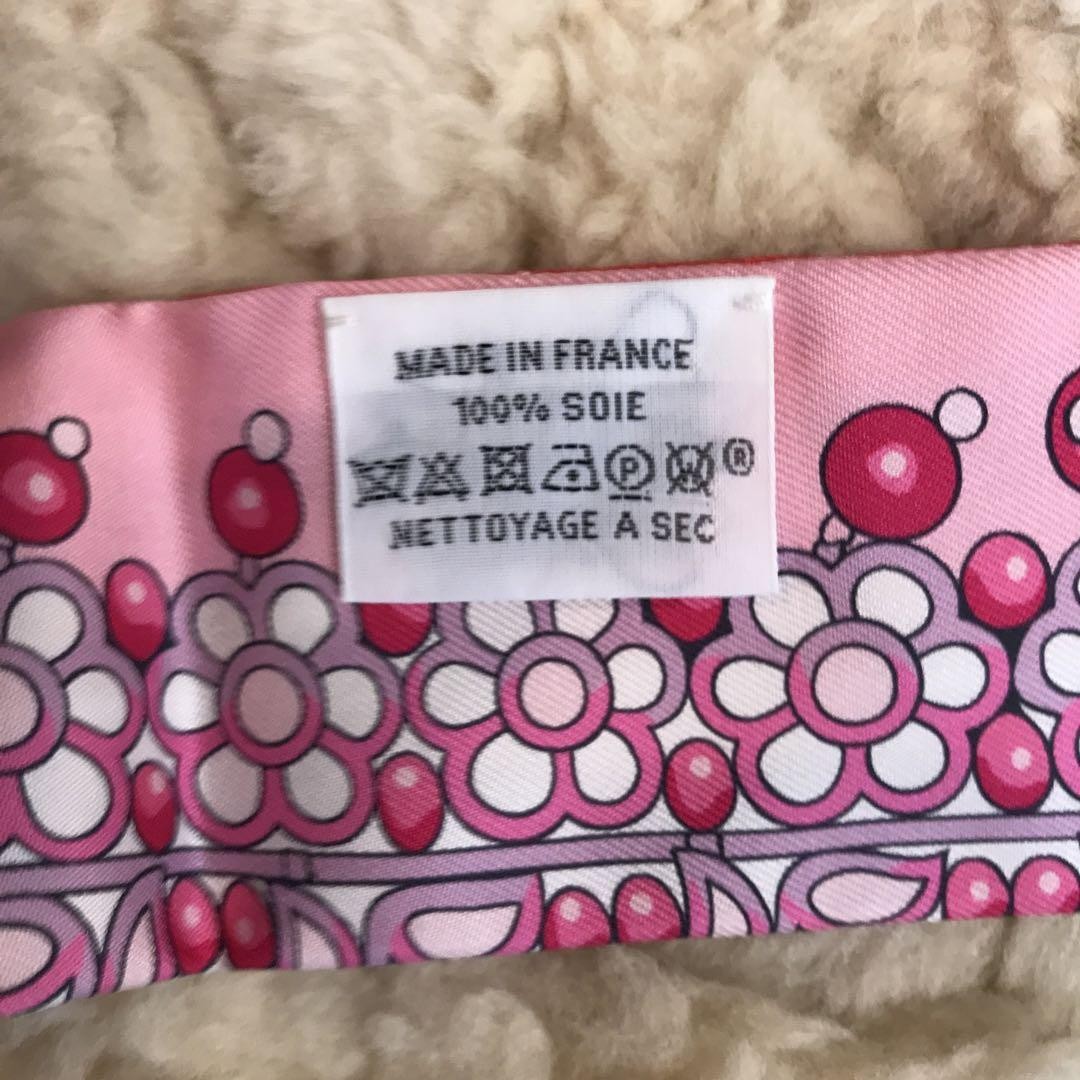 MADE IN FRANCE
100% SOIE
P W ®
NETTOYAGE A SEC